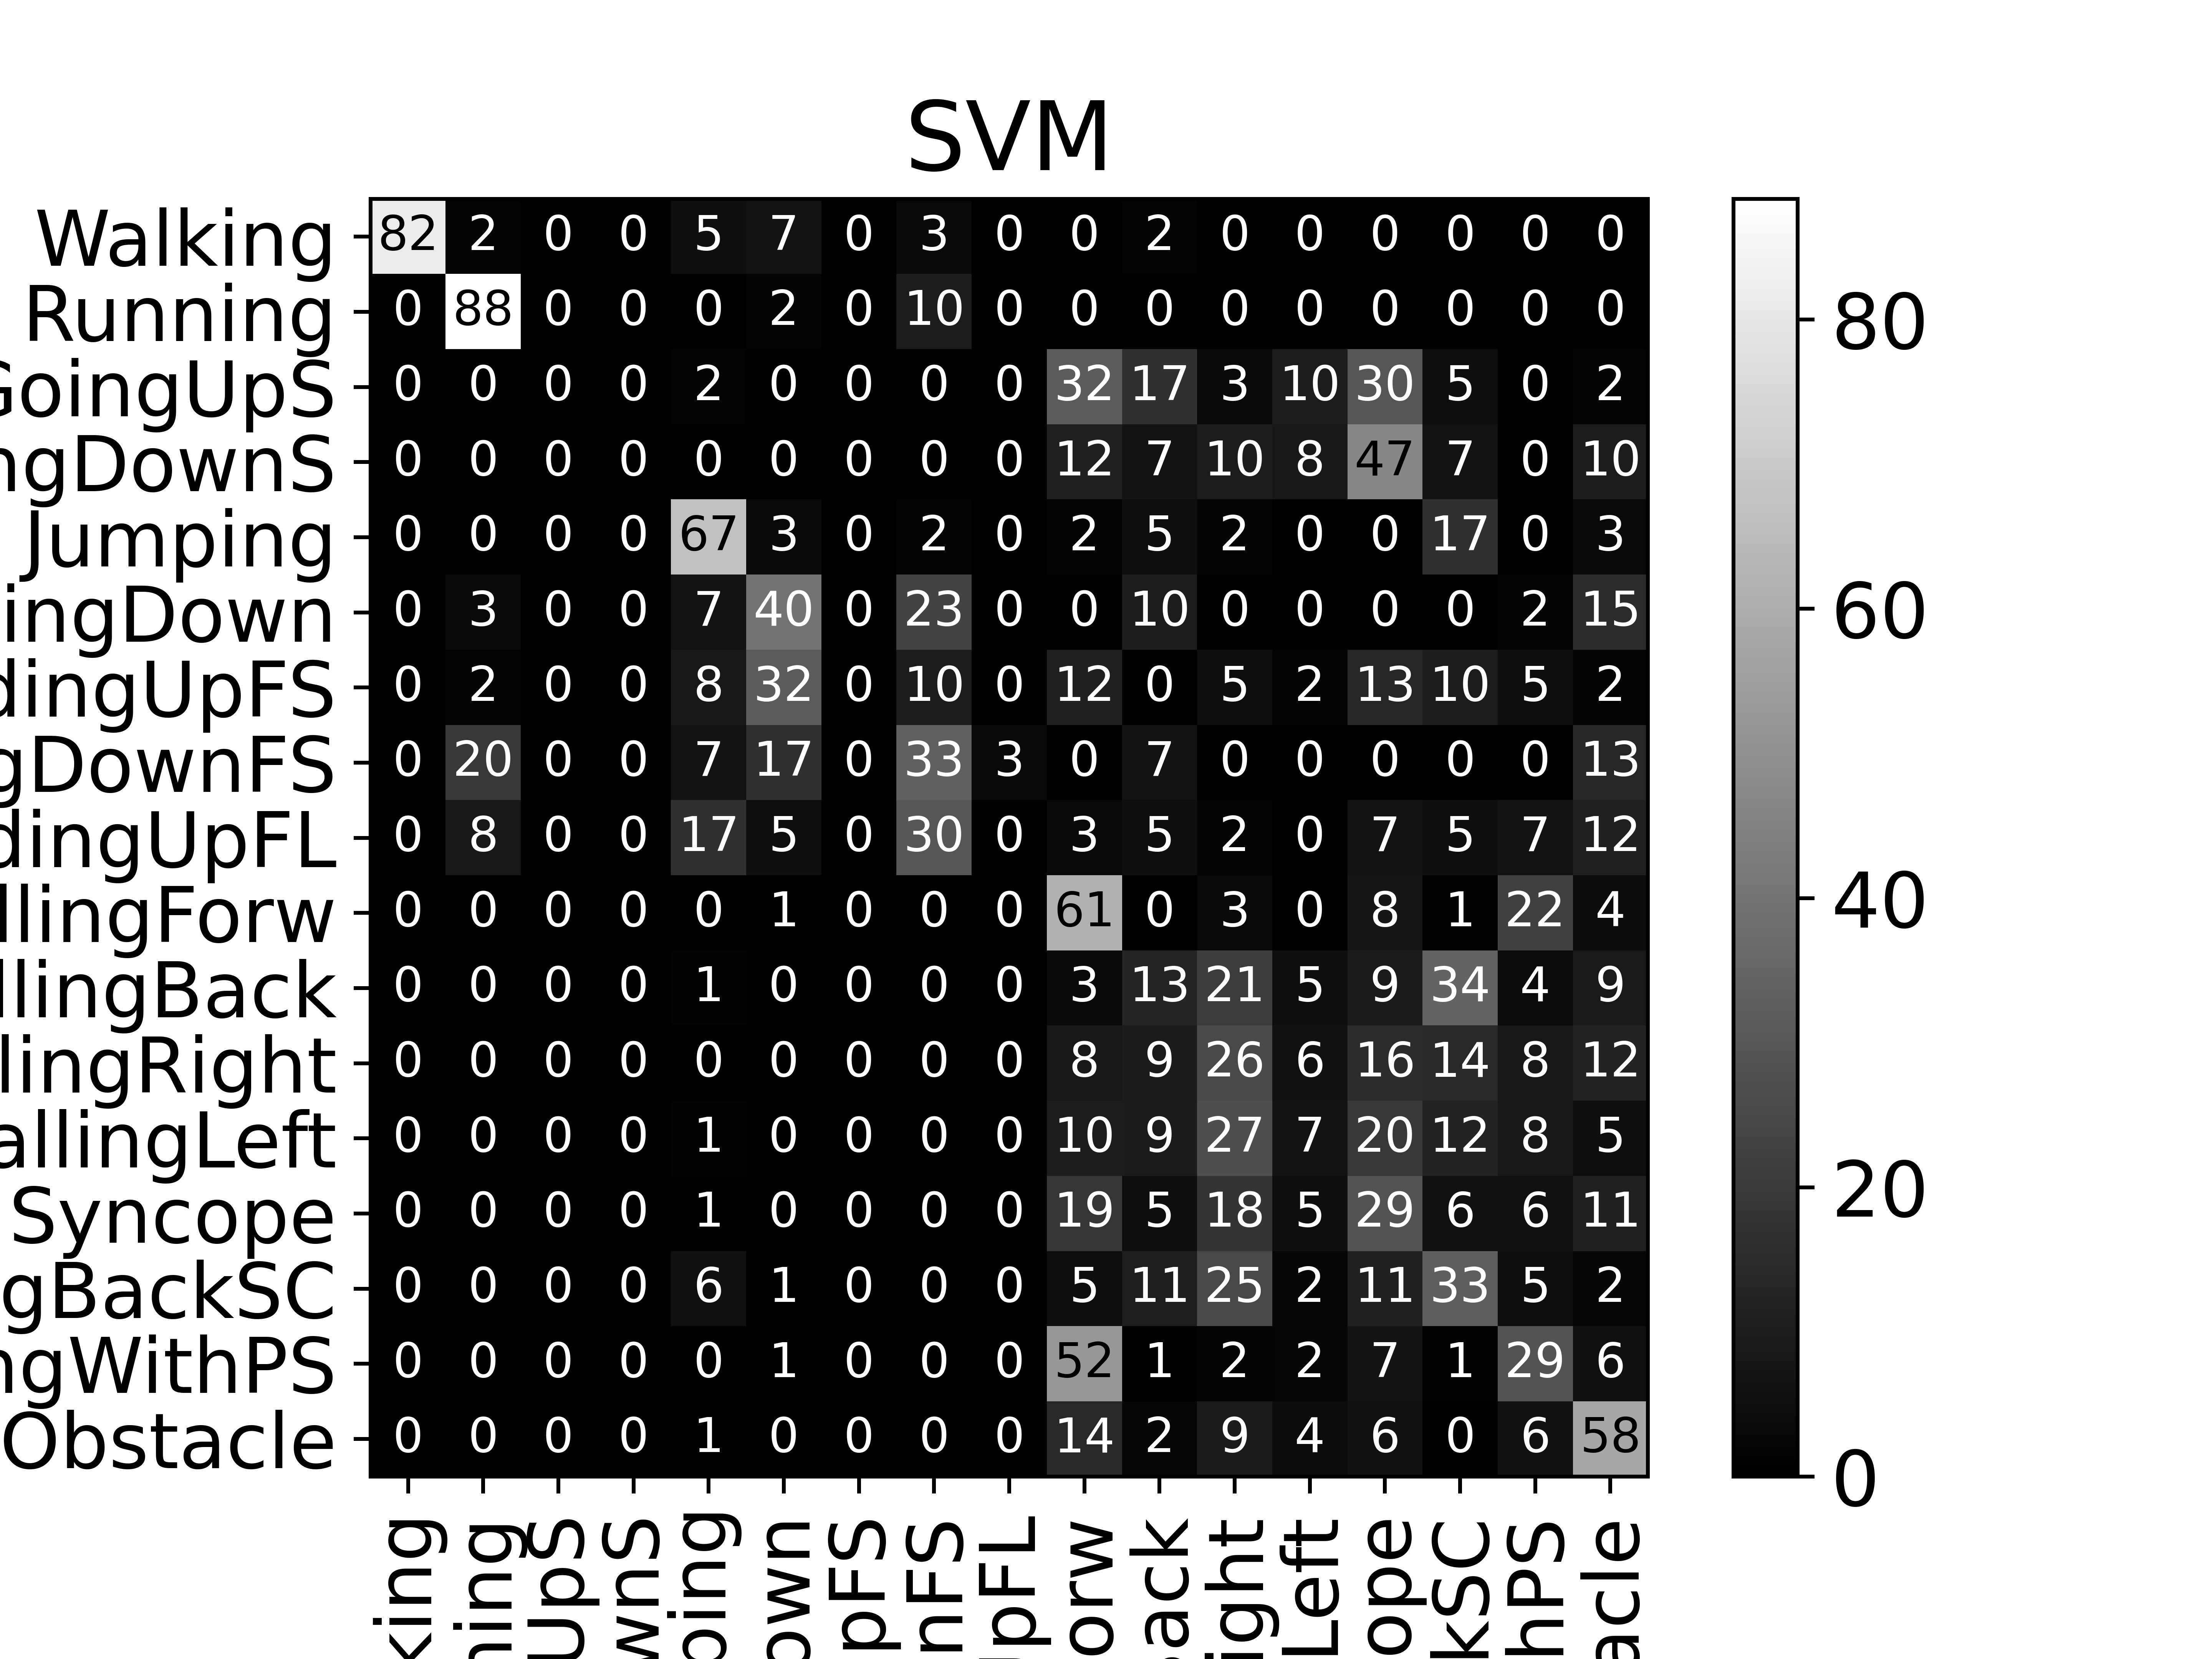 SVM
Walking 82 2 0 0 5 7 0 3 0 0 2 0 0 0 0 0 0
Running 0 88 0 0 0 2 0 10 0 0 0 0 0 0 0 0 0
GoingUpS 0 0 0 0 2 0 0 0 0 32 17 3 10 30 5 0 2
ngDownS 0 0 0 0 0 0 0 0 0 12 7 10 8 47 7 0 10
Jumping 0 0 0 0 67 3 0 2 0 2 5 2 0 0 17 0 3
ingDown 0 3 0 0 7 40 0 23 0 0 10 0 0 0 0 2 15
dingUpFS 0 2 0 0 8 32 0 10 0 12 0 5 2 13 10 5 2
gDownFS 0 20 0 0 7 17 0 33 3 0 7 0 0 0 0 0 13
dingUpFL 0 8 0 0 17 5 0 30 0 3 5 2 0 7 5 7 12
llingForw 0 0 0 0 0 1 0 0 0 61 0 3 0 8 1 22 4
llingBack 0 0 0 0 1 0 0 0 0 3 13 21 5 9 34 4 9
lingRight 0 0 0 0 0 0 0 0 0 8 9 26 6 16 14 8 12
allingLeft 0 0 0 0 1 0 0 0 0 10 9 27 7 20 12 8 5
Syncope 0 0 0 0 1 0 0 0 0 19 5 18 5 29 6 6 11
gBackSC 0 0 0 0 6 1 0 0 0 5 11 25 2 11 33 5 2
ngWithPS 0 0 0 0 0 1 0 0 0 52 1 2 2 7 1 29 6
Obstacle 0 0 0 0 1 0 0 0 0 14 2 9 4 6 0 6 58
king
ning
UpS
wnS
ping
own
pFS
nFS
UpFL
orw
ack
ight
Left
ope
kSC
hPS
acle
80
60
40
20
0